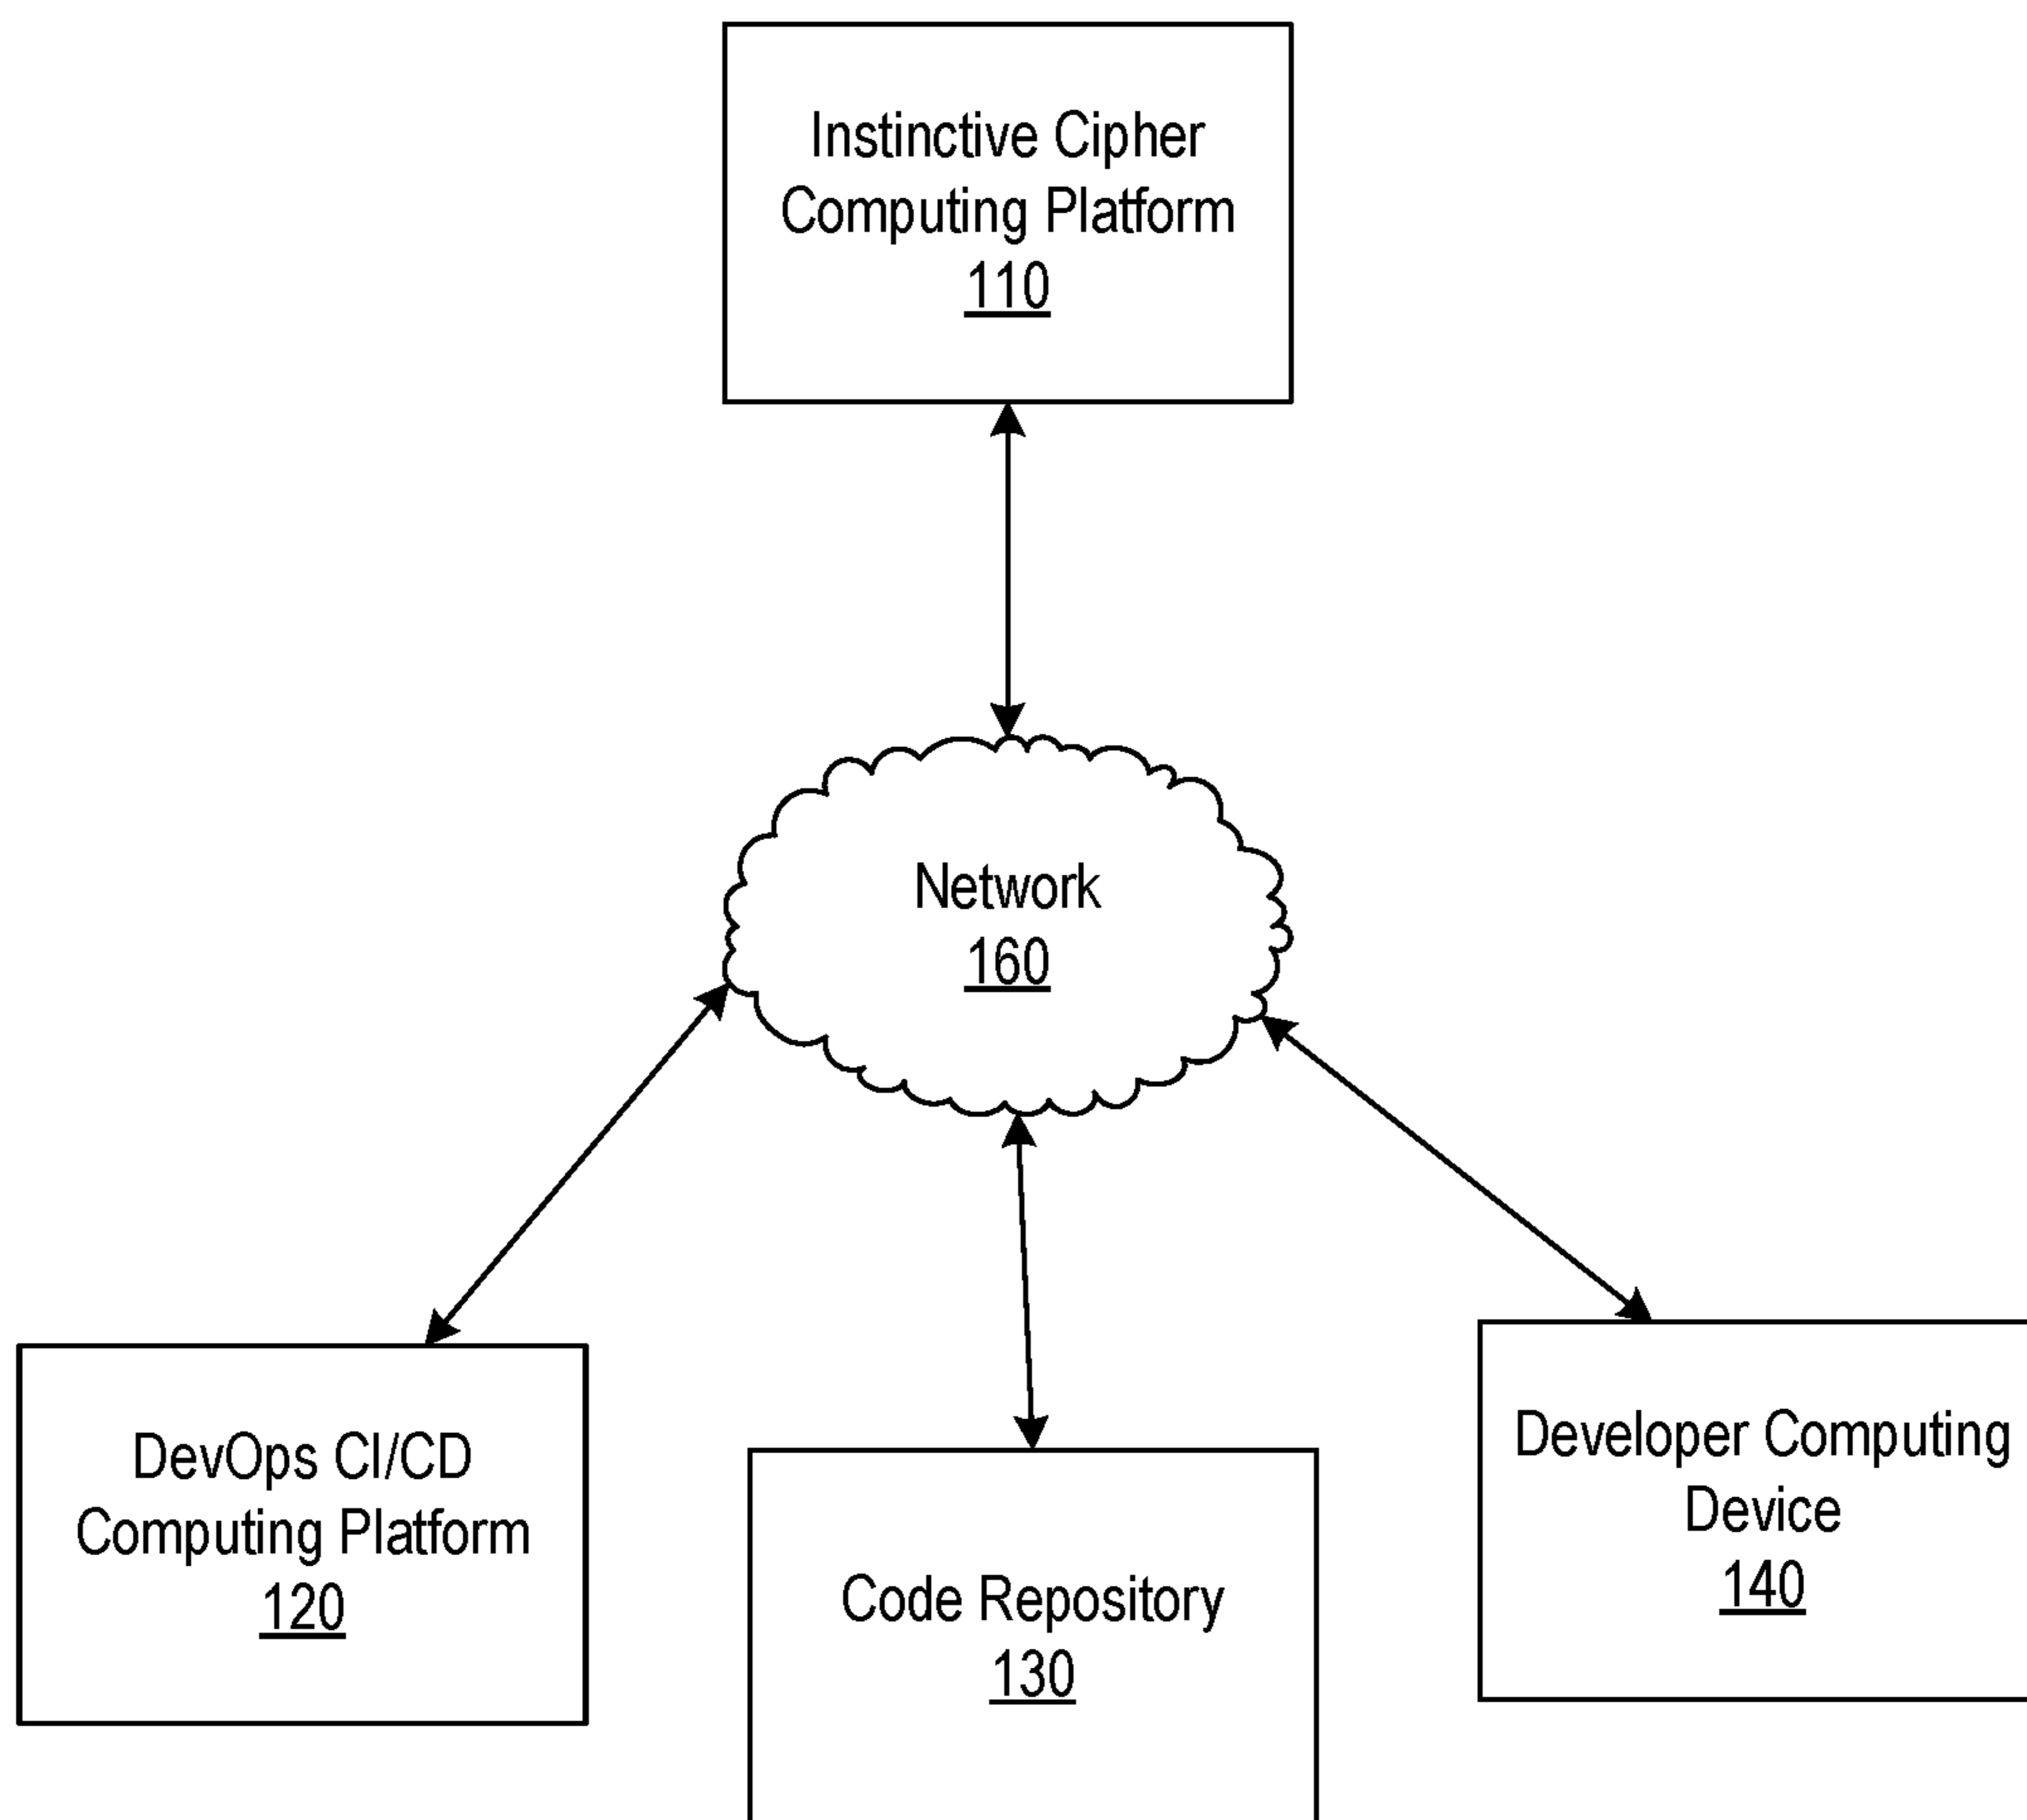 Instinctive Cipher
Computing Platform
110
Network
160
DevOps CI/CD
Computing Platform
120
Code Repository
130
Developer Computing
Device
140